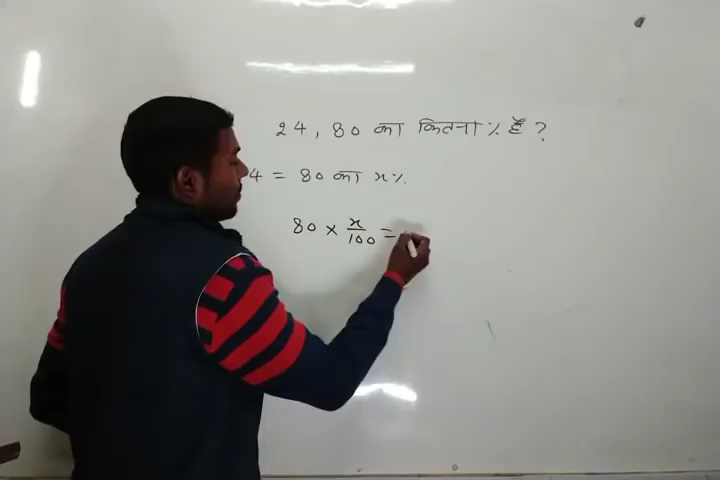 24, 80 का कितना % है ?
4 = 80 का x %
80 × x/100 =